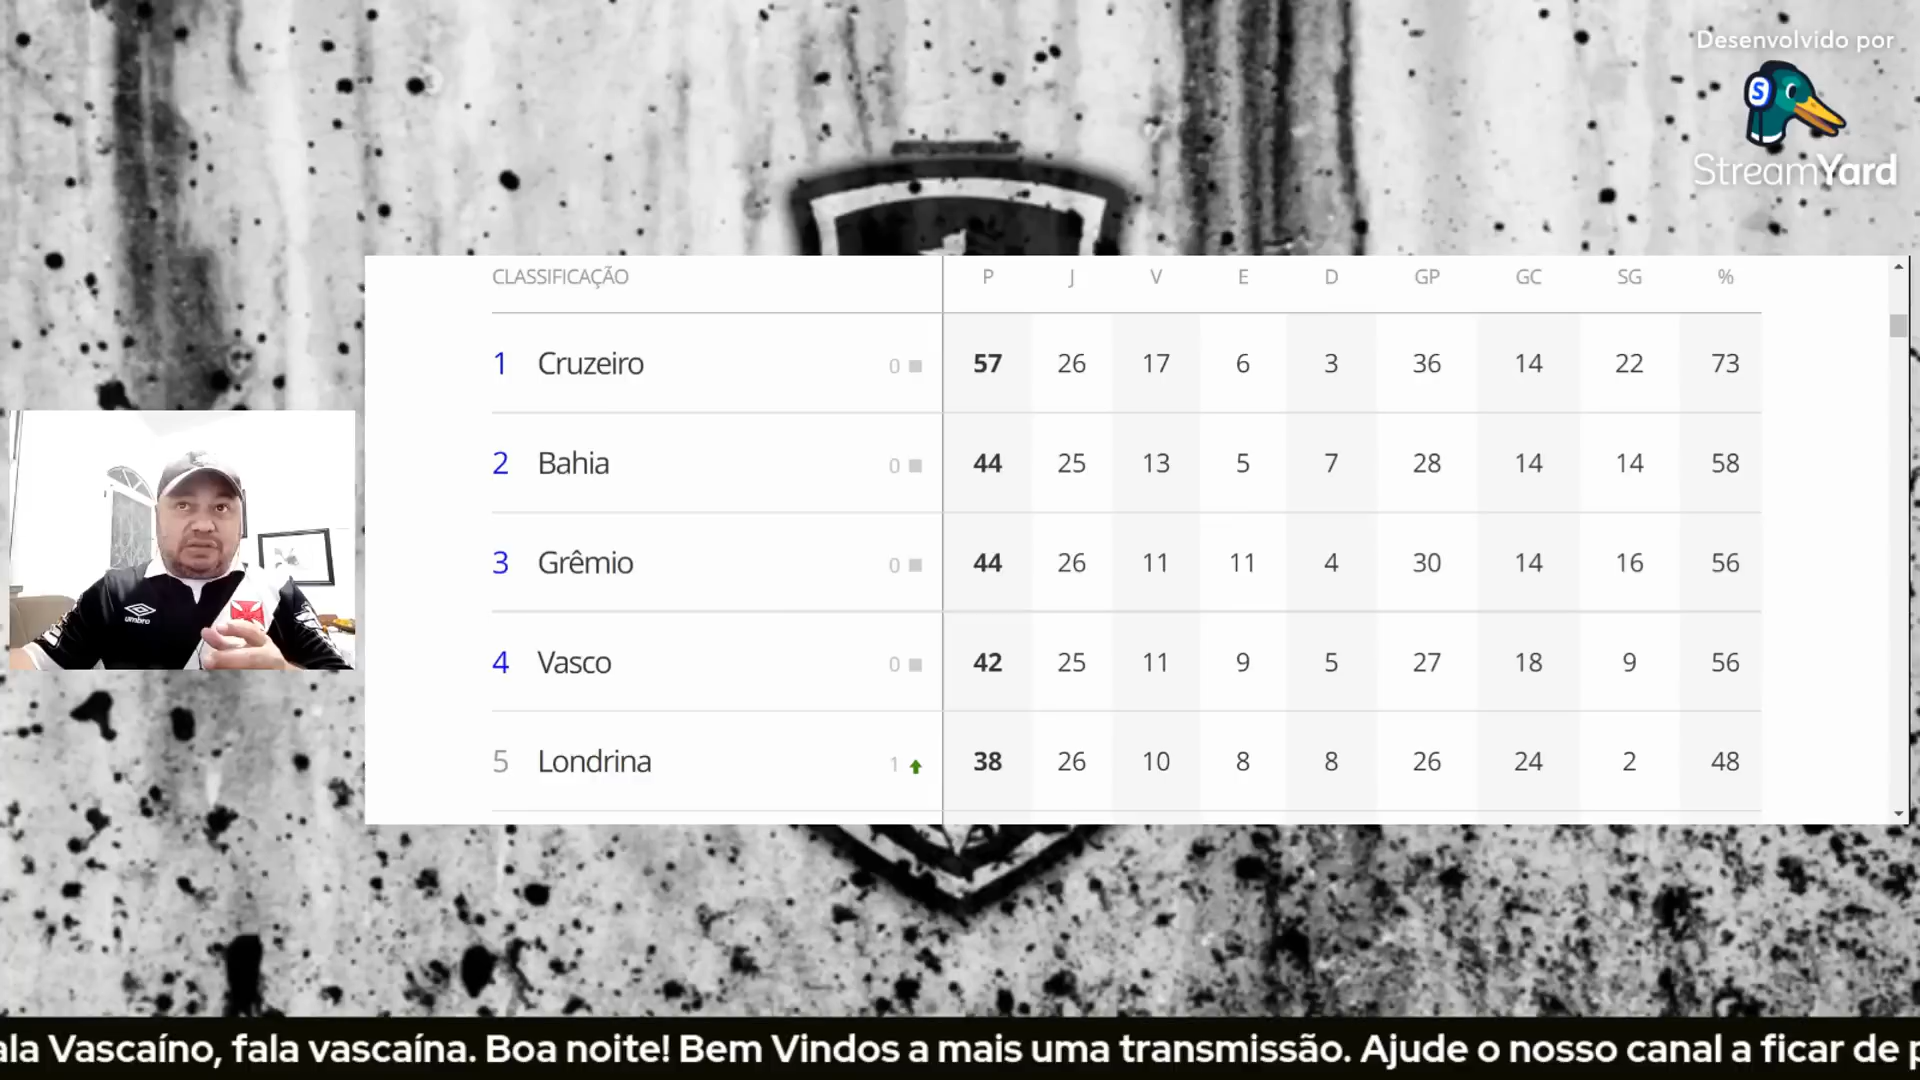 Desenvolvido por
S
StreamYard
CLASSIFICAÇÃO P J V E D GP GC SG %
1 Cruzeiro 0 57 26 17 6 3 36 14 22 73
2 Bahia 0 44 25 13 5 7 28 14 14 58
3 Grêmio 0 44 26 11 11 4 30 14 16 56
4 Vasco 0 42 25 11 9 5 27 18 9 56
5 Londrina 1 38 26 10 8 8 26 24 2 48
umbro
ala Vascaíno, fala vascaína. Boa noite! Bem Vindos a mais uma transmissão. Ajude o nosso canal a ficar de p